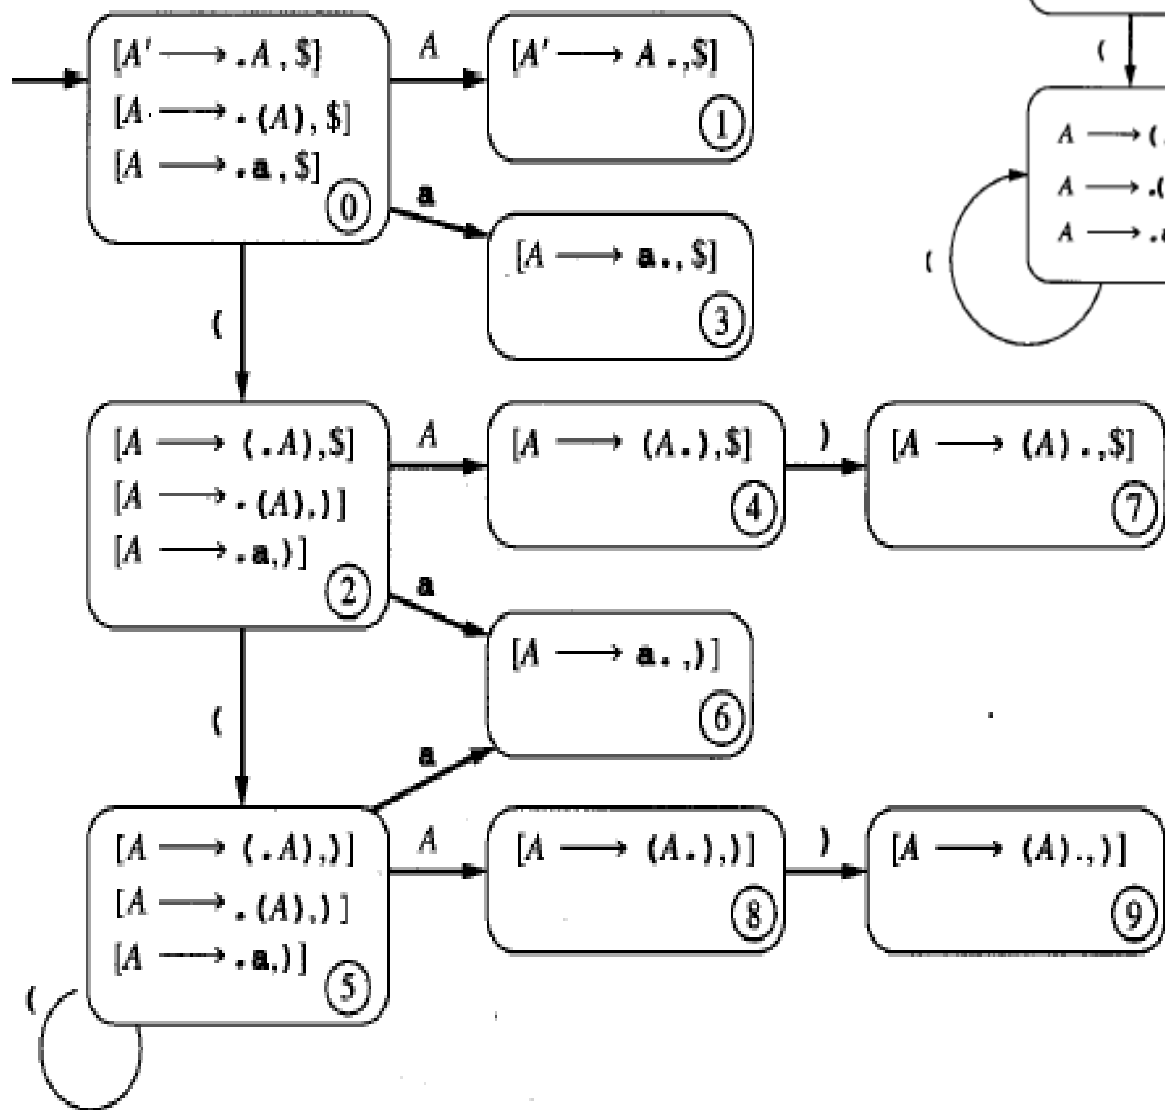 [A' ⟶ .A,$]
[A ⟶ .(A),$]
[A ⟶ .a,$]
0
A
[A' ⟶ A.,$]
1
a
[A ⟶ a.,$]
3
(
[A ⟶ (.A),$]
[A ⟶ .(A),)]
[A ⟶ .a,)]
2
A
[A ⟶ (A.),$]
4
)
[A ⟶ (A).,$]
7
a
[A ⟶ a.,)]
6
(
a
[A ⟶ (.A),)]
[A ⟶ .(A),)]
[A ⟶ .a,)]
5
(
A
[A ⟶ (A.),)]
8
)
[A ⟶ (A).,)]
9
(
A ⟶ (.
A ⟶ .(
A ⟶ .
(